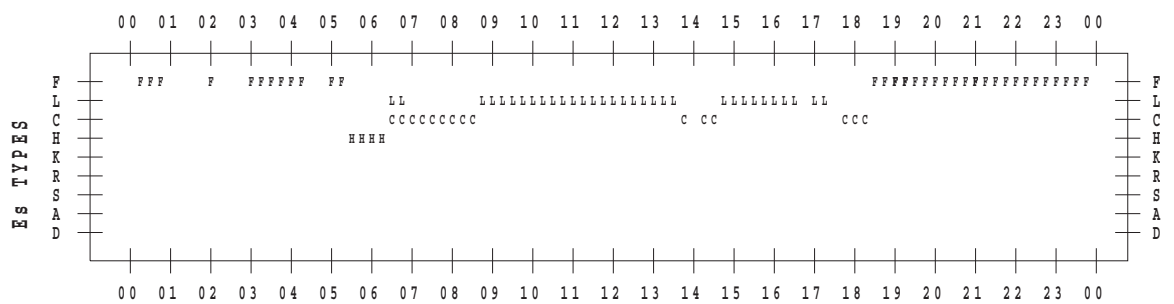 00 01 02 03 04 05 06 07 08 09 10 11 12 13 14 15 16 17 18 19 20 21 22 23 00
F FFF F FFFFFF FF FFFFFFFFFFFFFFFFFFFFFF F
L LL LLLLLLLLLLLLLLLLLLLL LLLLLLLL LL L
C CCCCCCCCC C CC CCC C
H HHHH H
K K
R R
S S
A A
D D
Es TYPES
00 01 02 03 04 05 06 07 08 09 10 11 12 13 14 15 16 17 18 19 20 21 22 23 00